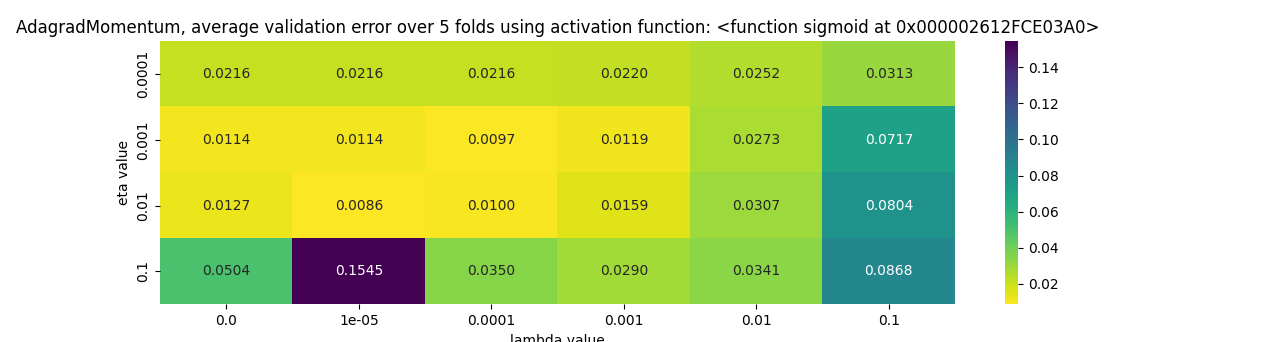 AdagradMomentum, average validation error over 5 folds using activation function: <function sigmoid at 0x000002612FCE03A0>
0.0001 0.0216 0.0216 0.0216 0.0220 0.0252 0.0313
0.001 0.0114 0.0114 0.0097 0.0119 0.0273 0.0717
0.01 0.0127 0.0086 0.0100 0.0159 0.0307 0.0804
0.1 0.0504 0.1545 0.0350 0.0290 0.0341 0.0868
eta value
0.0 1e-05 0.0001 0.001 0.01 0.1
lambda value
0.14
0.12
0.10
0.08
0.06
0.04
0.02